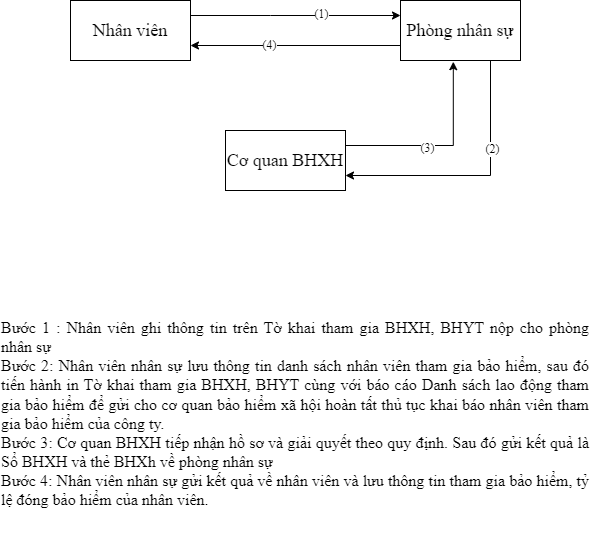 (1)
Nhân viên
Phòng nhân sự
(4)
(3)
(2)
Cơ quan BHXH
Bước 1 : Nhân viên ghi thông tin trên Tờ khai tham gia BHXH, BHYT nộp cho phòng
nhân sự
Bước 2: Nhân viên nhân sự lưu thông tin danh sách nhân viên tham gia bảo hiểm, sau đó
tiến hành in Tờ khai tham gia BHXH, BHYT cùng với báo cáo Danh sách lao động tham
gia bảo hiểm để gửi cho cơ quan bảo hiểm xã hội hoàn tất thủ tục khai báo nhân viên tham
gia bảo hiểm của công ty.
Bước 3: Cơ quan BHXH tiếp nhận hồ sơ và giải quyết theo quy định. Sau đó gửi kết quả là
Sổ BHXH và thẻ BHXh về phòng nhân sự
Bước 4: Nhân viên nhân sự gửi kết quả về nhân viên và lưu thông tin tham gia bảo hiểm, tỷ
lệ đóng bảo hiểm của nhân viên.